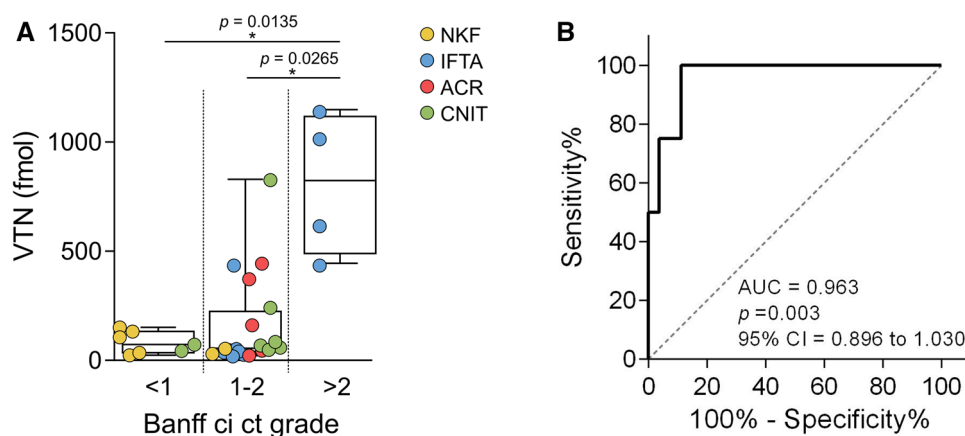 A
p = 0.0135
*
p = 0.0265
*
NKF
IFTA
ACR
CNIT
1500
1000
500
0
VTN (fmol)
<1
1-2
>2
Banff ci ct grade
B
100
80
60
40
20
0
Sensitivity%
AUC = 0.963
p =0.003
95% CI = 0.896 to 1.030
0
20
40
60
80
100
100% - Specificity%